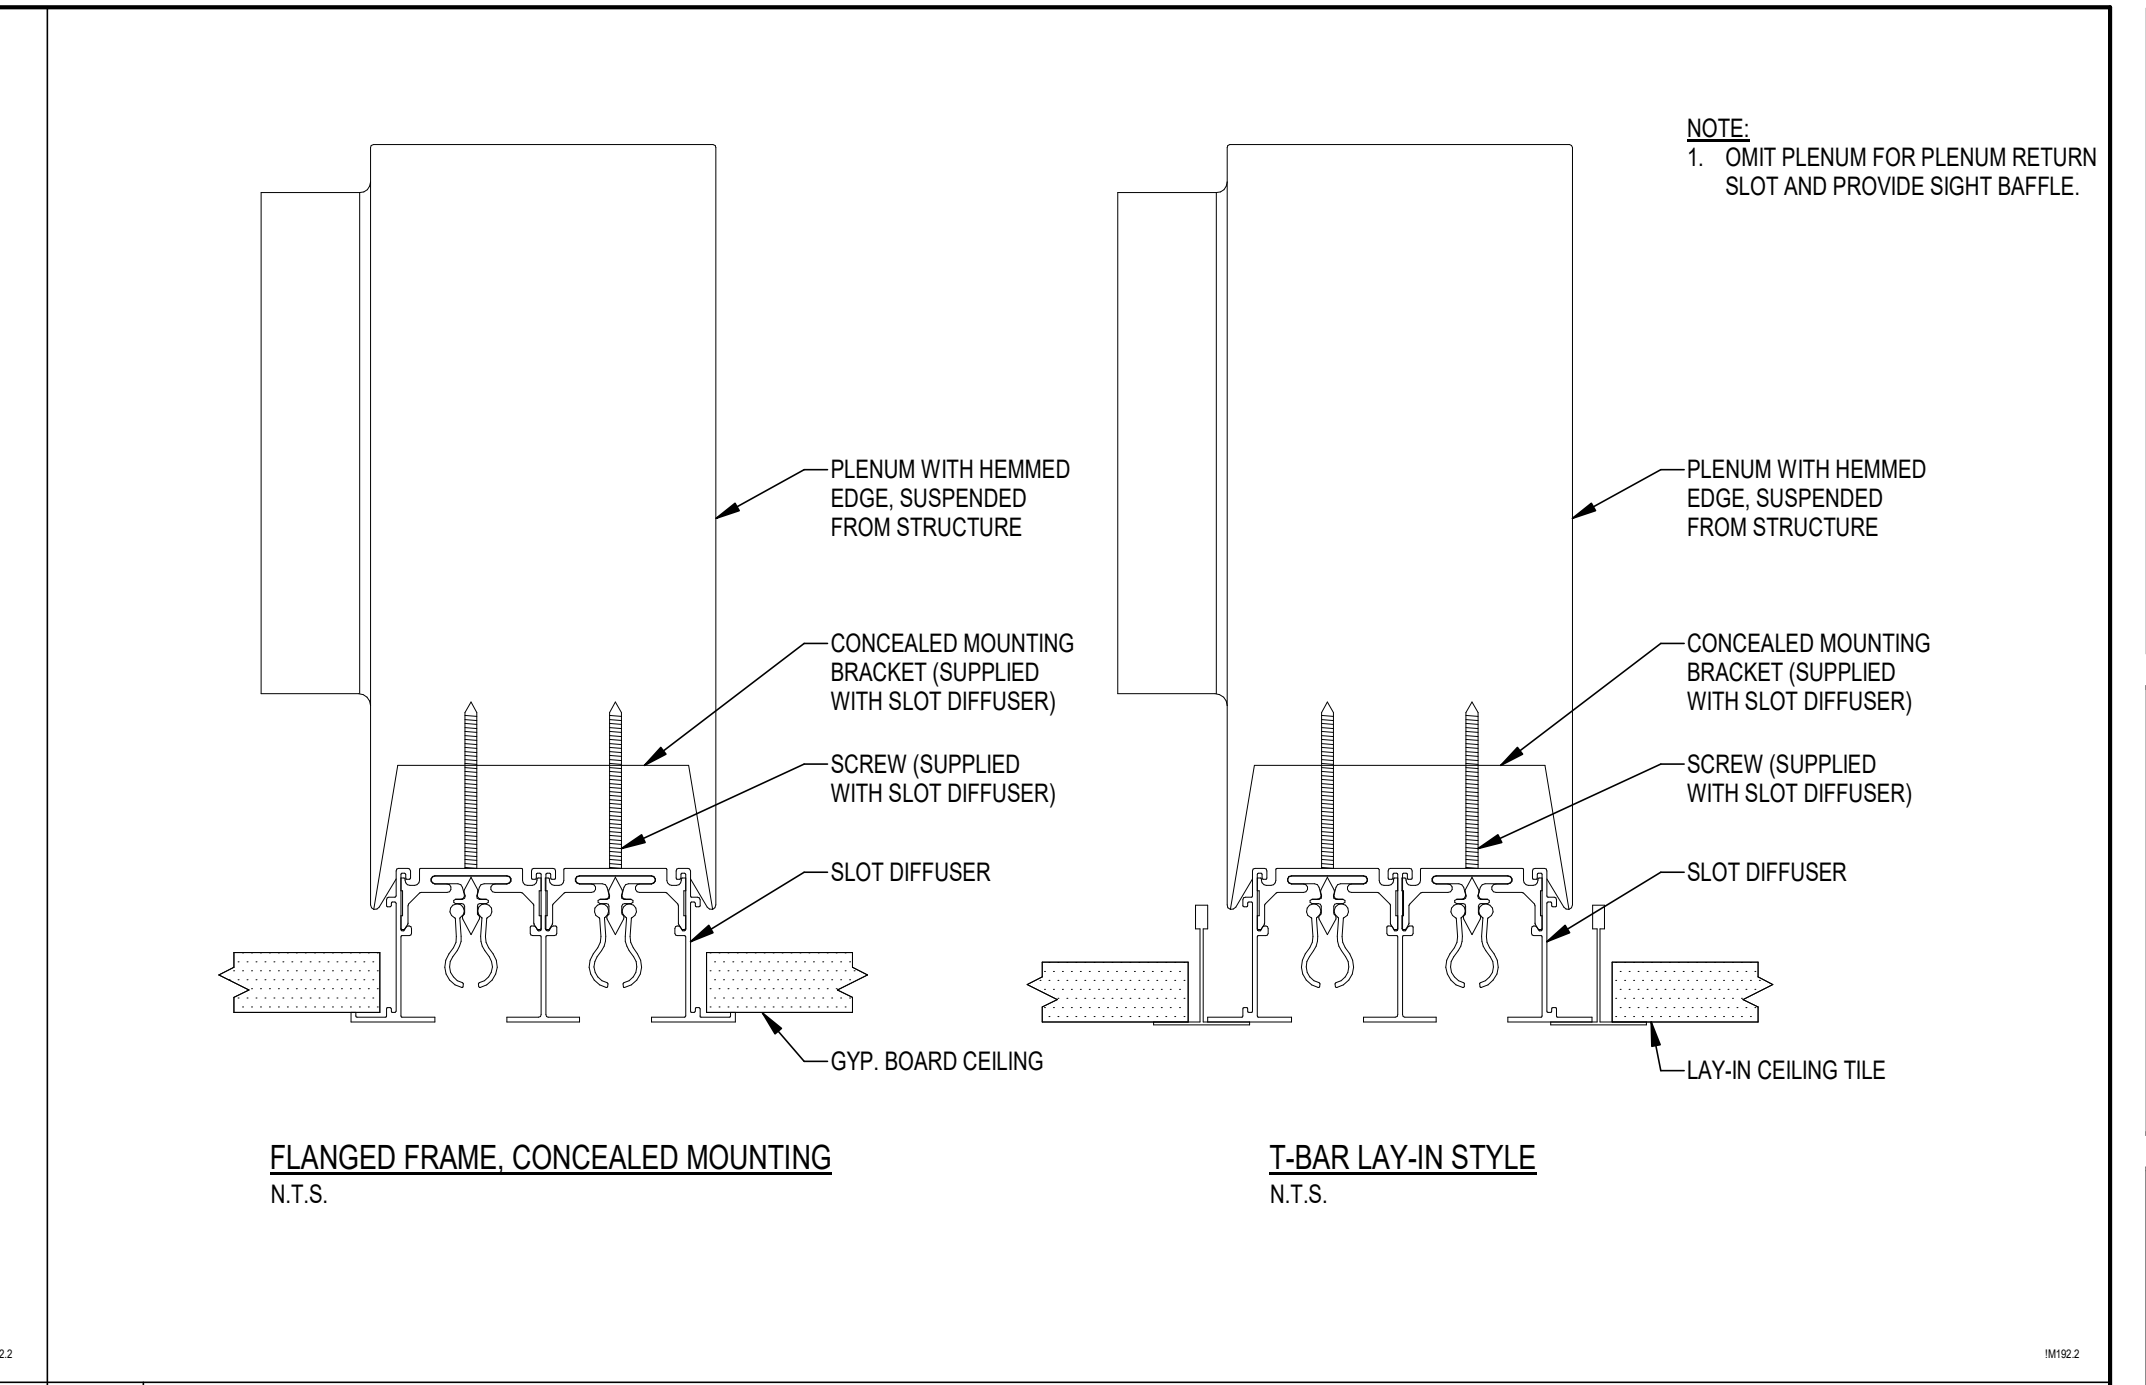 NOTE:
1. OMIT PLENUM FOR PLENUM RETURN
SLOT AND PROVIDE SIGHT BAFFLE.
PLENUM WITH HEMMED
EDGE, SUSPENDED
FROM STRUCTURE
CONCEALED MOUNTING
BRACKET (SUPPLIED
WITH SLOT DIFFUSER)
SCREW (SUPPLIED
WITH SLOT DIFFUSER)
SLOT DIFFUSER
GYP. BOARD CEILING
FLANGED FRAME, CONCEALED MOUNTING
N.T.S.
PLENUM WITH HEMMED
EDGE, SUSPENDED
FROM STRUCTURE
CONCEALED MOUNTING
BRACKET (SUPPLIED
WITH SLOT DIFFUSER)
SCREW (SUPPLIED
WITH SLOT DIFFUSER)
SLOT DIFFUSER
LAY-IN CEILING TILE
T-BAR LAY-IN STYLE
N.T.S.
2.2
!M192.2